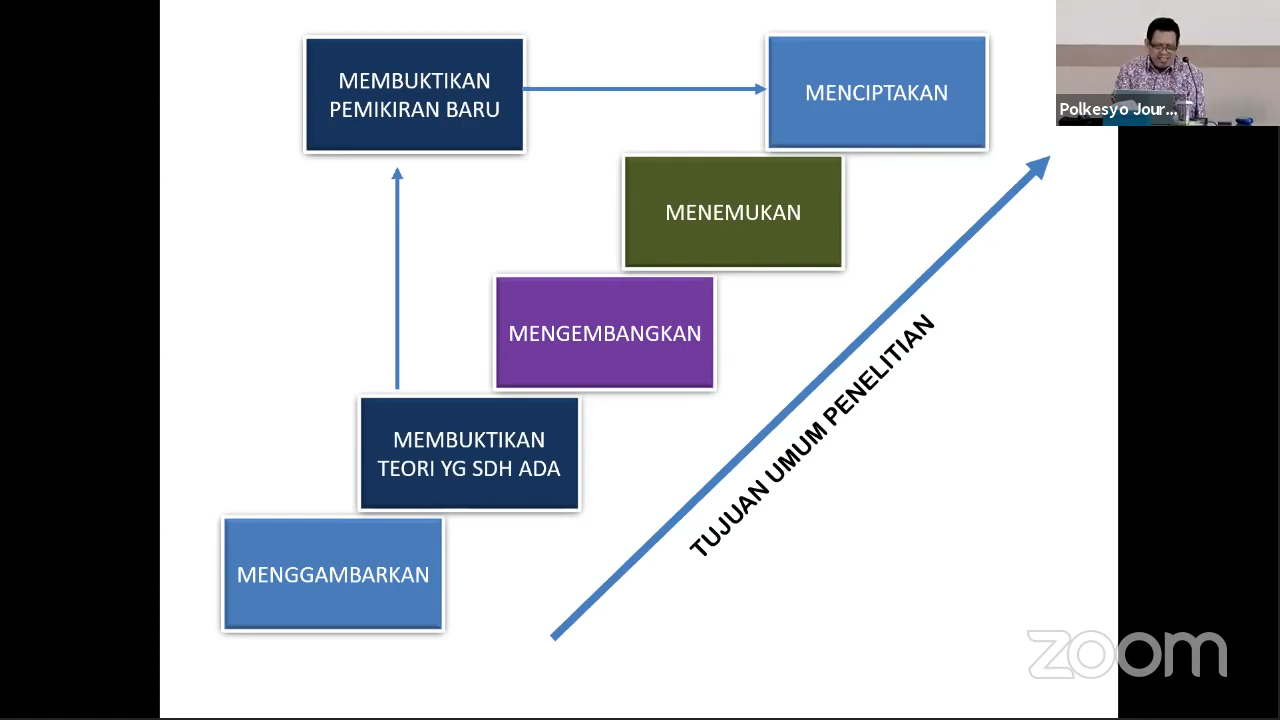 MEMBUKTIKAN
PEMIKIRAN BARU
MENCIPTAKAN
Polkesyo Jour...
MENEMUKAN
MENGEMBANGKAN
MEMBUKTIKAN
TEORI YG SDH ADA
MENGGAMBARKAN
TUJUAN UMUM PENELITIAN
zoom